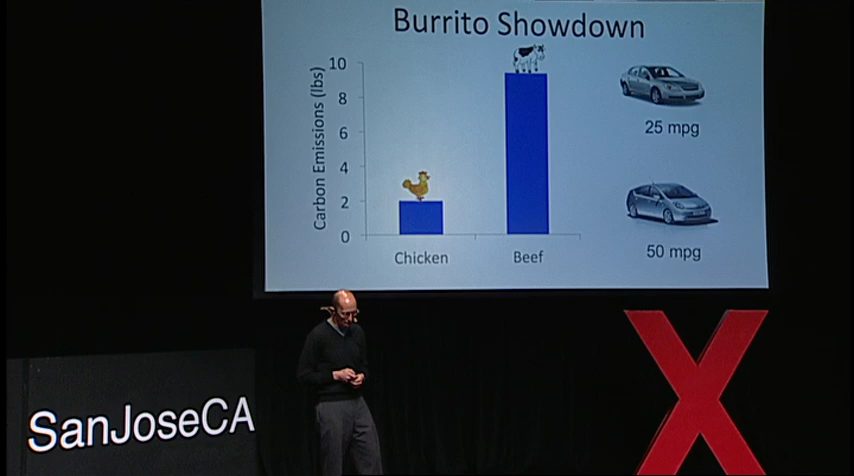 Burrito Showdown
Carbon Emissions (lbs)
10
8
6
4
2
0
Chicken
Beef
25 mpg
50 mpg
SanJoseCA
X